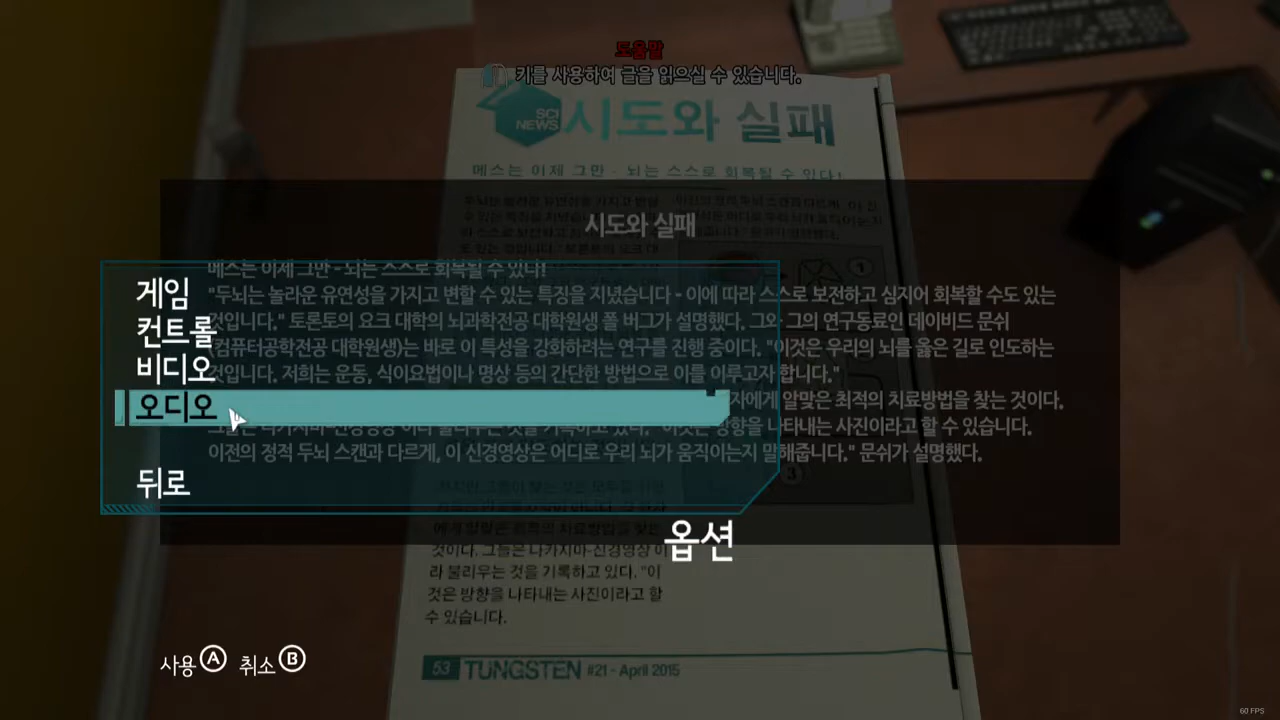 도움말
키를 사용하여 글을 읽으실 수 있습니다.
SCI
NEWS
시도와 실패
메스는 이제 그만 - 뇌는 스스로 회복될 수 있다!
시도와 실패
메스는 이제 그만 - 뇌는 스스로 회복될 수 있다!
"두뇌는 놀라운 유연성을 가지고 변할 수 있는 특징을 지녔습니다 - 이에 따라 스스로 보전하고 심지어 회복할 수도 있는
것입니다." 토론토의 요크 대학의 뇌과학전공 대학원생 폴 버그가 설명했다. 그와 그의 연구동료인 데이비드 문쉬
(컴퓨터공학전공 대학원생)는 바로 이 특성을 강화하려는 연구를 진행 중이다. "이것은 우리의 뇌를 옳은 길로 인도하는
것입니다. 저희는 운동, 식이요법이나 명상 등의 간단한 방법으로 이를 이루고자 합니다."
자에게 알맞은 최적의 치료방법을 찾는 것이다.
방향을 나타내는 사진이라고 할 수 있습니다.
이전의 정적 두뇌 스캔과 다르게, 이 신경영상은 어디로 우리 뇌가 움직이는지 말해줍니다." 문쉬가 설명했다.
게임
컨트롤
비디오
오디오
뒤로
옵션
에게 알맞은 최적의 치료방법을 찾는
것이다. 그들은 나카지마-신경영상 이
라 불리우는 것을 기록하고 있다. "이
것은 방향을 나타내는 사진이라고 할
수 있습니다.
1
3
사용 A 취소 B
53 TUNGSTEN #21 - April 2015
60 FPS